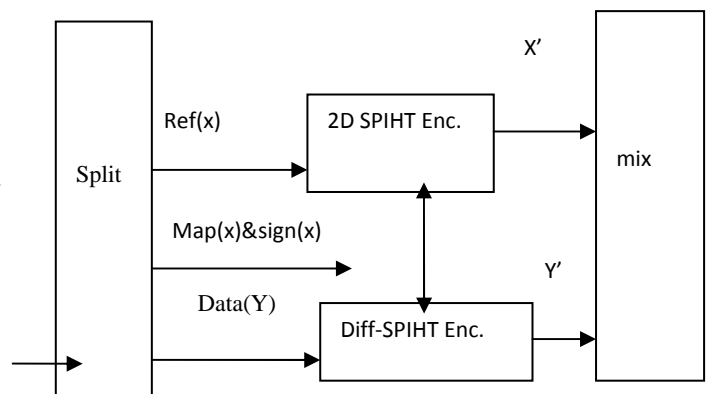 X’
Ref(x)
2D SPIHT Enc.
Split
mix
Map(x)&sign(x)
Y’
Data(Y)
Diff-SPIHT Enc.